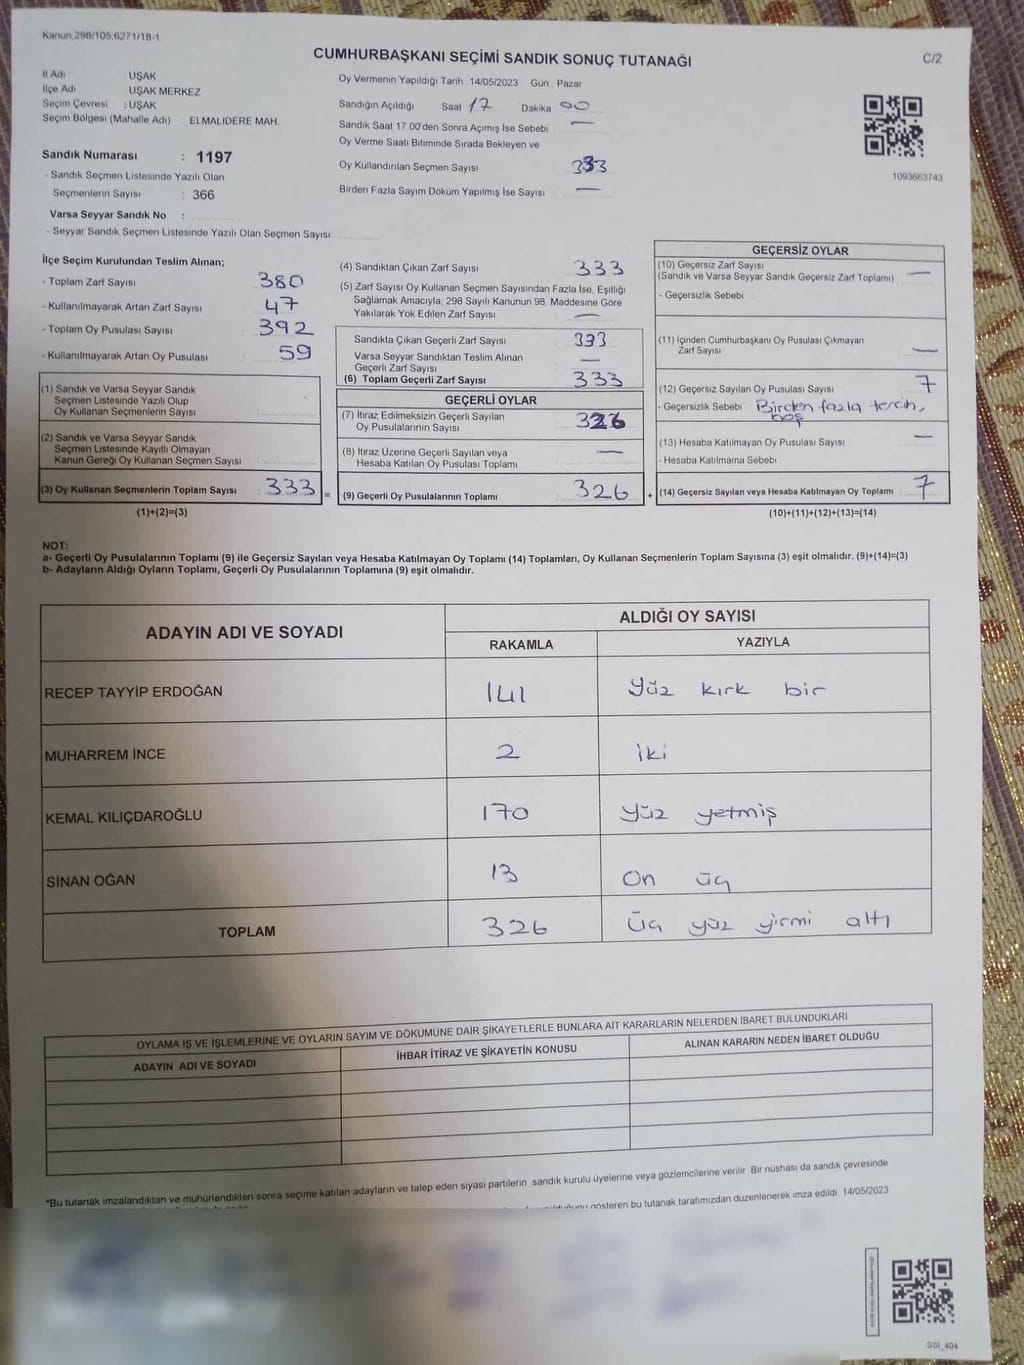 Kanun 298/105,6271/18-1
CUMHURBAŞKANI SEÇİMİ SANDIK SONUÇ TUTANAĞI
C/2
İl Adı : UŞAK
İlçe Adı UŞAK MERKEZ
Seçim Çevresi : UŞAK
Seçim Bölgesi (Mahalle Adı) : ELMALIDERE MAH.
Sandık Numarası : 1197
- Sandık Seçmen Listesinde Yazılı Olan
Seçmenlerin Sayısı : 366
Varsa Seyyar Sandık No :
- Seyyar Sandık Seçmen Listesinde Yazılı Olan Seçmen Sayısı
Oy Vermenin Yapıldığı Tarih 14/05/2023 Gün Pazar
Sandığın Açıldığı Saat 17 Dakika 00
Sandık Saat 17 00'den Sonra Açımış İse Sebebi —
Oy Verme Saati Bitiminde Sırada Bekleyen ve
Oy Kullandırılan Seçmen Sayısı 333
Birden Fazla Sayım Döküm Yapılmış İse Sayısı —
1093663743
İlçe Seçim Kurulundan Teslim Alınan;
- Toplam Zarf Sayısı 380
- Kullanılmayarak Artan Zarf Sayısı 47
- Toplam Oy Pusulası Sayısı 392
- Kullanılmayarak Artan Oy Pusulası 59
(1) Sandık ve Varsa Seyyar Sandık
Seçmen Listesinde Yazılı Olup
Oy Kullanan Seçmenlerin Sayısı
(2) Sandık ve Varsa Seyyar Sandık
Seçmen Listesinde Kayıtlı Olmayan
Kanun Gereği Oy Kullanan Seçmen Sayısı
(3) Oy Kullanan Seçmenlerin Toplam Sayısı : 333 =
(1)+(2)=(3)
(4) Sandıktan Çıkan Zarf Sayısı 333
(5) Zarf Sayısı Oy Kullanan Seçmen Sayısından Fazla İse, Eşitliği
Sağlamak Amacıyla, 298 Sayılı Kanunun 98. Maddesine Göre
Yakılarak Yok Edilen Zarf Sayısı —
Sandıkta Çıkan Geçerli Zarf Sayısı 333
Varsa Seyyar Sandıktan Teslim Alınan
Geçerli Zarf Sayısı —
(6) Toplam Geçerli Zarf Sayısı 333
GEÇERLİ OYLAR
(7) İtiraz Edilmeksizin Geçerli Sayılan
Oy Pusulalarının Sayısı 326
(8) İtiraz Üzerine Geçerli Sayılan veya
Hesaba Katılan Oy Pusulası Toplamı —
(9) Geçerli Oy Pusulalarının Toplamı 326 +
GEÇERSİZ OYLAR
(10) Geçersiz Zarf Sayısı
(Sandık ve Varsa Seyyar Sandık Geçersiz Zarf Toplamı) —
- Geçersizlik Sebebi
(11) İçinden Cumhurbaşkanı Oy Pusulası Çıkmayan
Zarf Sayısı —
(12) Geçersiz Sayılan Oy Pusulası Sayısı 7
- Geçersizlik Sebebi Birden fazla tercih,
boş
(13) Hesaba Katılmayan Oy Pusulası Sayısı —
- Hesaba Katılmama Sebebi
(14) Geçersiz Sayılan veya Hesaba Katılmayan Oy Toplamı 7
(10)+(11)+(12)+(13)=(14)
NOT:
a- Geçerli Oy Pusulalarının Toplamı (9) ile Geçersiz Sayılan veya Hesaba Katılmayan Oy Toplamı (14) Toplamları, Oy Kullanan Seçmenlerin Toplam Sayısına (3) eşit olmalıdır. (9)+(14)=(3)
b- Adayların Aldığı Oyların Toplamı, Geçerli Oy Pusulalarının Toplamına (9) eşit olmalıdır.
ADAYIN ADI VE SOYADI ALDIĞI OY SAYISI
RAKAMLA YAZIYLA
RECEP TAYYİP ERDOĞAN 141 Yüz kırk bir
MUHARREM İNCE 2 iki
KEMAL KILIÇDAROĞLU 170 Yüz yetmiş
SİNAN OĞAN 13 On üç
TOPLAM 326 Üç yüz yirmi altı
OYLAMA İŞ VE İŞLEMLERİNE VE OYLARIN SAYIM VE DÖKÜMÜNE DAİR ŞİKAYETLERLE BUNLARA AİT KARARLARIN NELERDEN İBARET BULUNDUKLARI
ADAYIN ADI VE SOYADI İHBAR İTİRAZ VE ŞİKAYETİN KONUSU ALINAN KARARIN NEDEN İBARET OLDUĞU
*Bu tutanak imzalandıktan ve mühürlendikten sonra seçime katılan adayların ve talep eden siyasi partilerin sandık kurulu üyelerine veya gözlemcilerine verilir Bir nüshası da sandık çevresinde
gösteren bu tutanak tarafımızdan düzenlenerek imza edildi. 14/05/2023
SSI_404